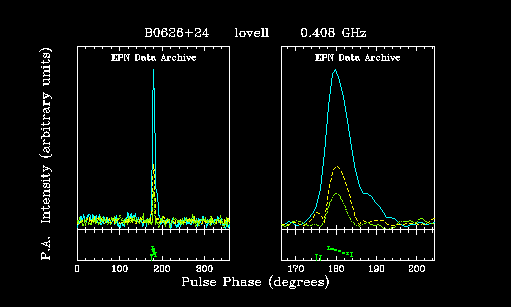 B0626+24 lovell 0.408 GHz
EPN Data Archive EPN Data Archive
P.A. Intensity (arbitrary units)
0 100 200 300 170 180 190 200
Pulse Phase (degrees)